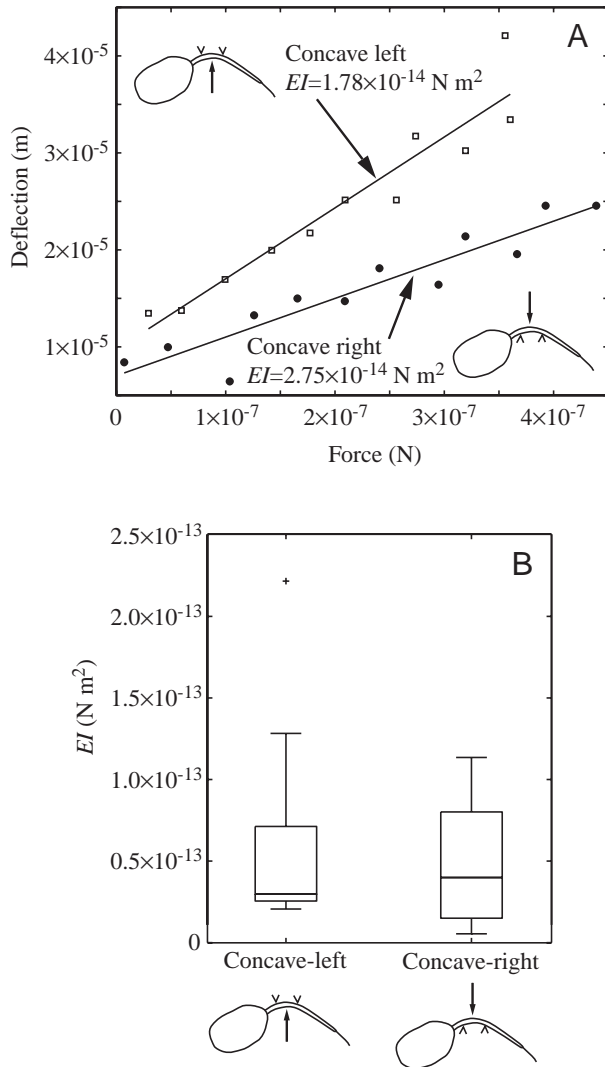 A
Concave left
EI=1.78×10⁻¹⁴ N m²
Deflection (m)
4×10⁻⁵
3×10⁻⁵
2×10⁻⁵
1×10⁻⁵
Concave right
EI=2.75×10⁻¹⁴ N m²
0
1×10⁻⁷
2×10⁻⁷
3×10⁻⁷
4×10⁻⁷
Force (N)
B
EI (N m²)
2.5×10⁻¹³
2.0×10⁻¹³
1.5×10⁻¹³
1.0×10⁻¹³
0.5×10⁻¹³
0
Concave-left
Concave-right